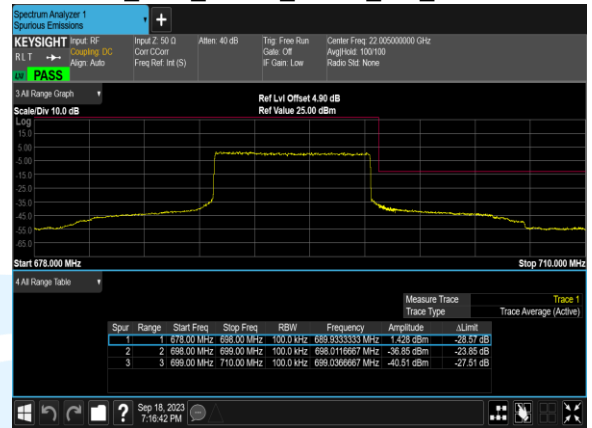 Spectrum Analyzer 1
Spurious Emissions
+
KEYSIGHT Input: RF Input Z: 50 Ω Atten: 40 dB Trig: Free Run Center Freq: 22.005000000 GHz
RLT Coupling: DC Corr CCorr Gate: Off Avg|Hold: 100/100
Align: Auto Freq Ref: Int (S) IF Gain: Low Radio Std: None
PASS
3 All Range Graph
Ref Lvl Offset 4.90 dB
Scale/Div 10.0 dB Ref Value 25.00 dBm
Log
15.0
5.00
-5.00
-15.0
-25.0
-35.0
-45.0
-55.0
-65.0
Start 678.000 MHz Stop 710.000 MHz
4 All Range Table
Measure Trace Trace 1
Trace Type Trace Average (Active)
Spur Range Start Freq Stop Freq RBW Frequency Amplitude ΔLimit
1 1 678.00 MHz 698.00 MHz 100.0 kHz 689.9333333 MHz 1.428 dBm -28.57 dB
2 2 698.00 MHz 699.00 MHz 100.0 kHz 698.0116667 MHz -36.85 dBm -23.85 dB
3 3 699.00 MHz 710.00 MHz 100.0 kHz 699.0366667 MHz -40.51 dBm -27.51 dB
? Sep 18, 2023
7:16:42 PM